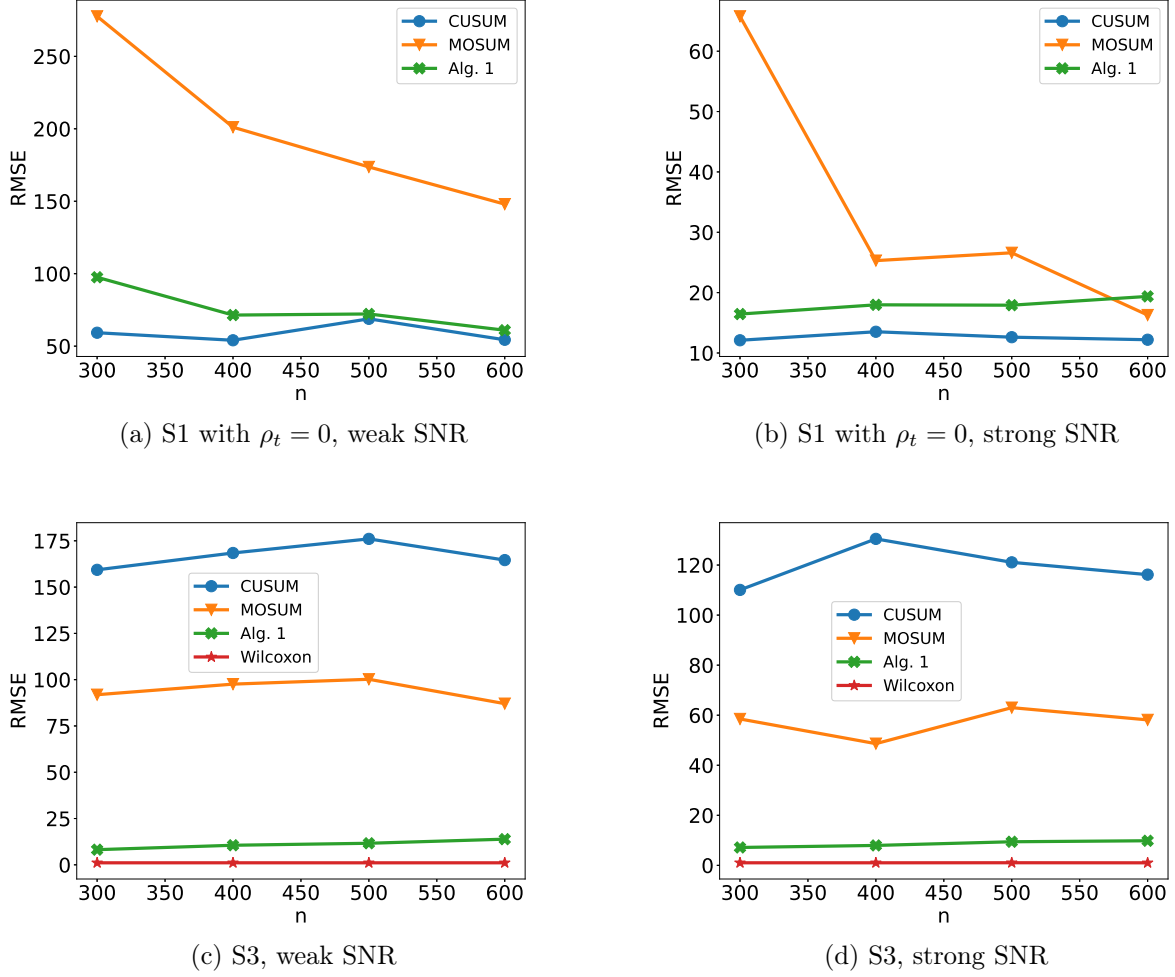 CUSUM
MOSUM
Alg. 1
RMSE
250
200
150
100
50
300 350 400 450 500 550 600
n
(a) S1 with ρt = 0, weak SNR
CUSUM
MOSUM
Alg. 1
RMSE
60
50
40
30
20
10
300 350 400 450 500 550 600
n
(b) S1 with ρt = 0, strong SNR
CUSUM
MOSUM
Alg. 1
Wilcoxon
RMSE
175
150
125
100
75
50
25
0
300 350 400 450 500 550 600
n
(c) S3, weak SNR
CUSUM
MOSUM
Alg. 1
Wilcoxon
RMSE
120
100
80
60
40
20
0
300 350 400 450 500 550 600
n
(d) S3, strong SNR